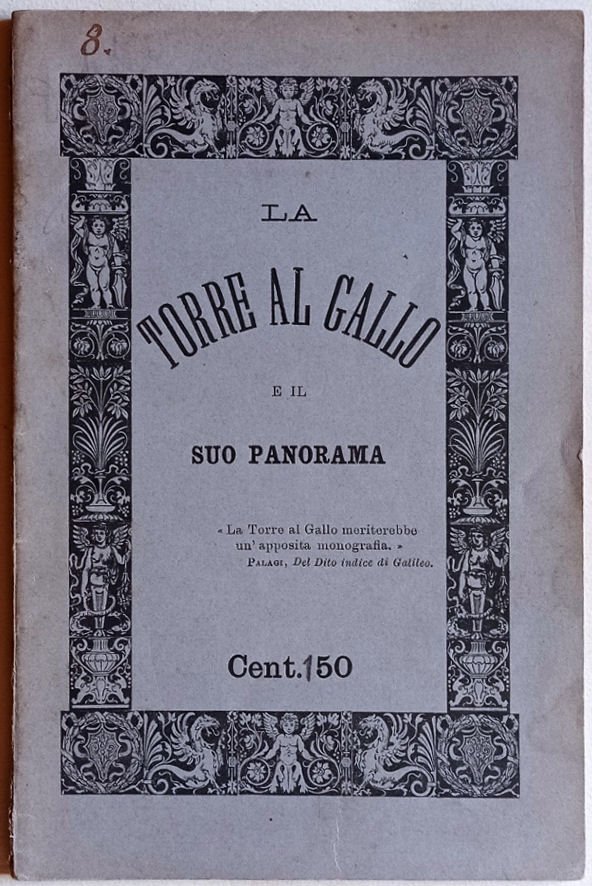 8.
LA
TORRE AL GALLO
E IL
SUO PANORAMA
« La Torre al Gallo meriterebbe
un' apposita monografia. »
PALAGI, Del Dito indice di Galileo.
Cent. 150